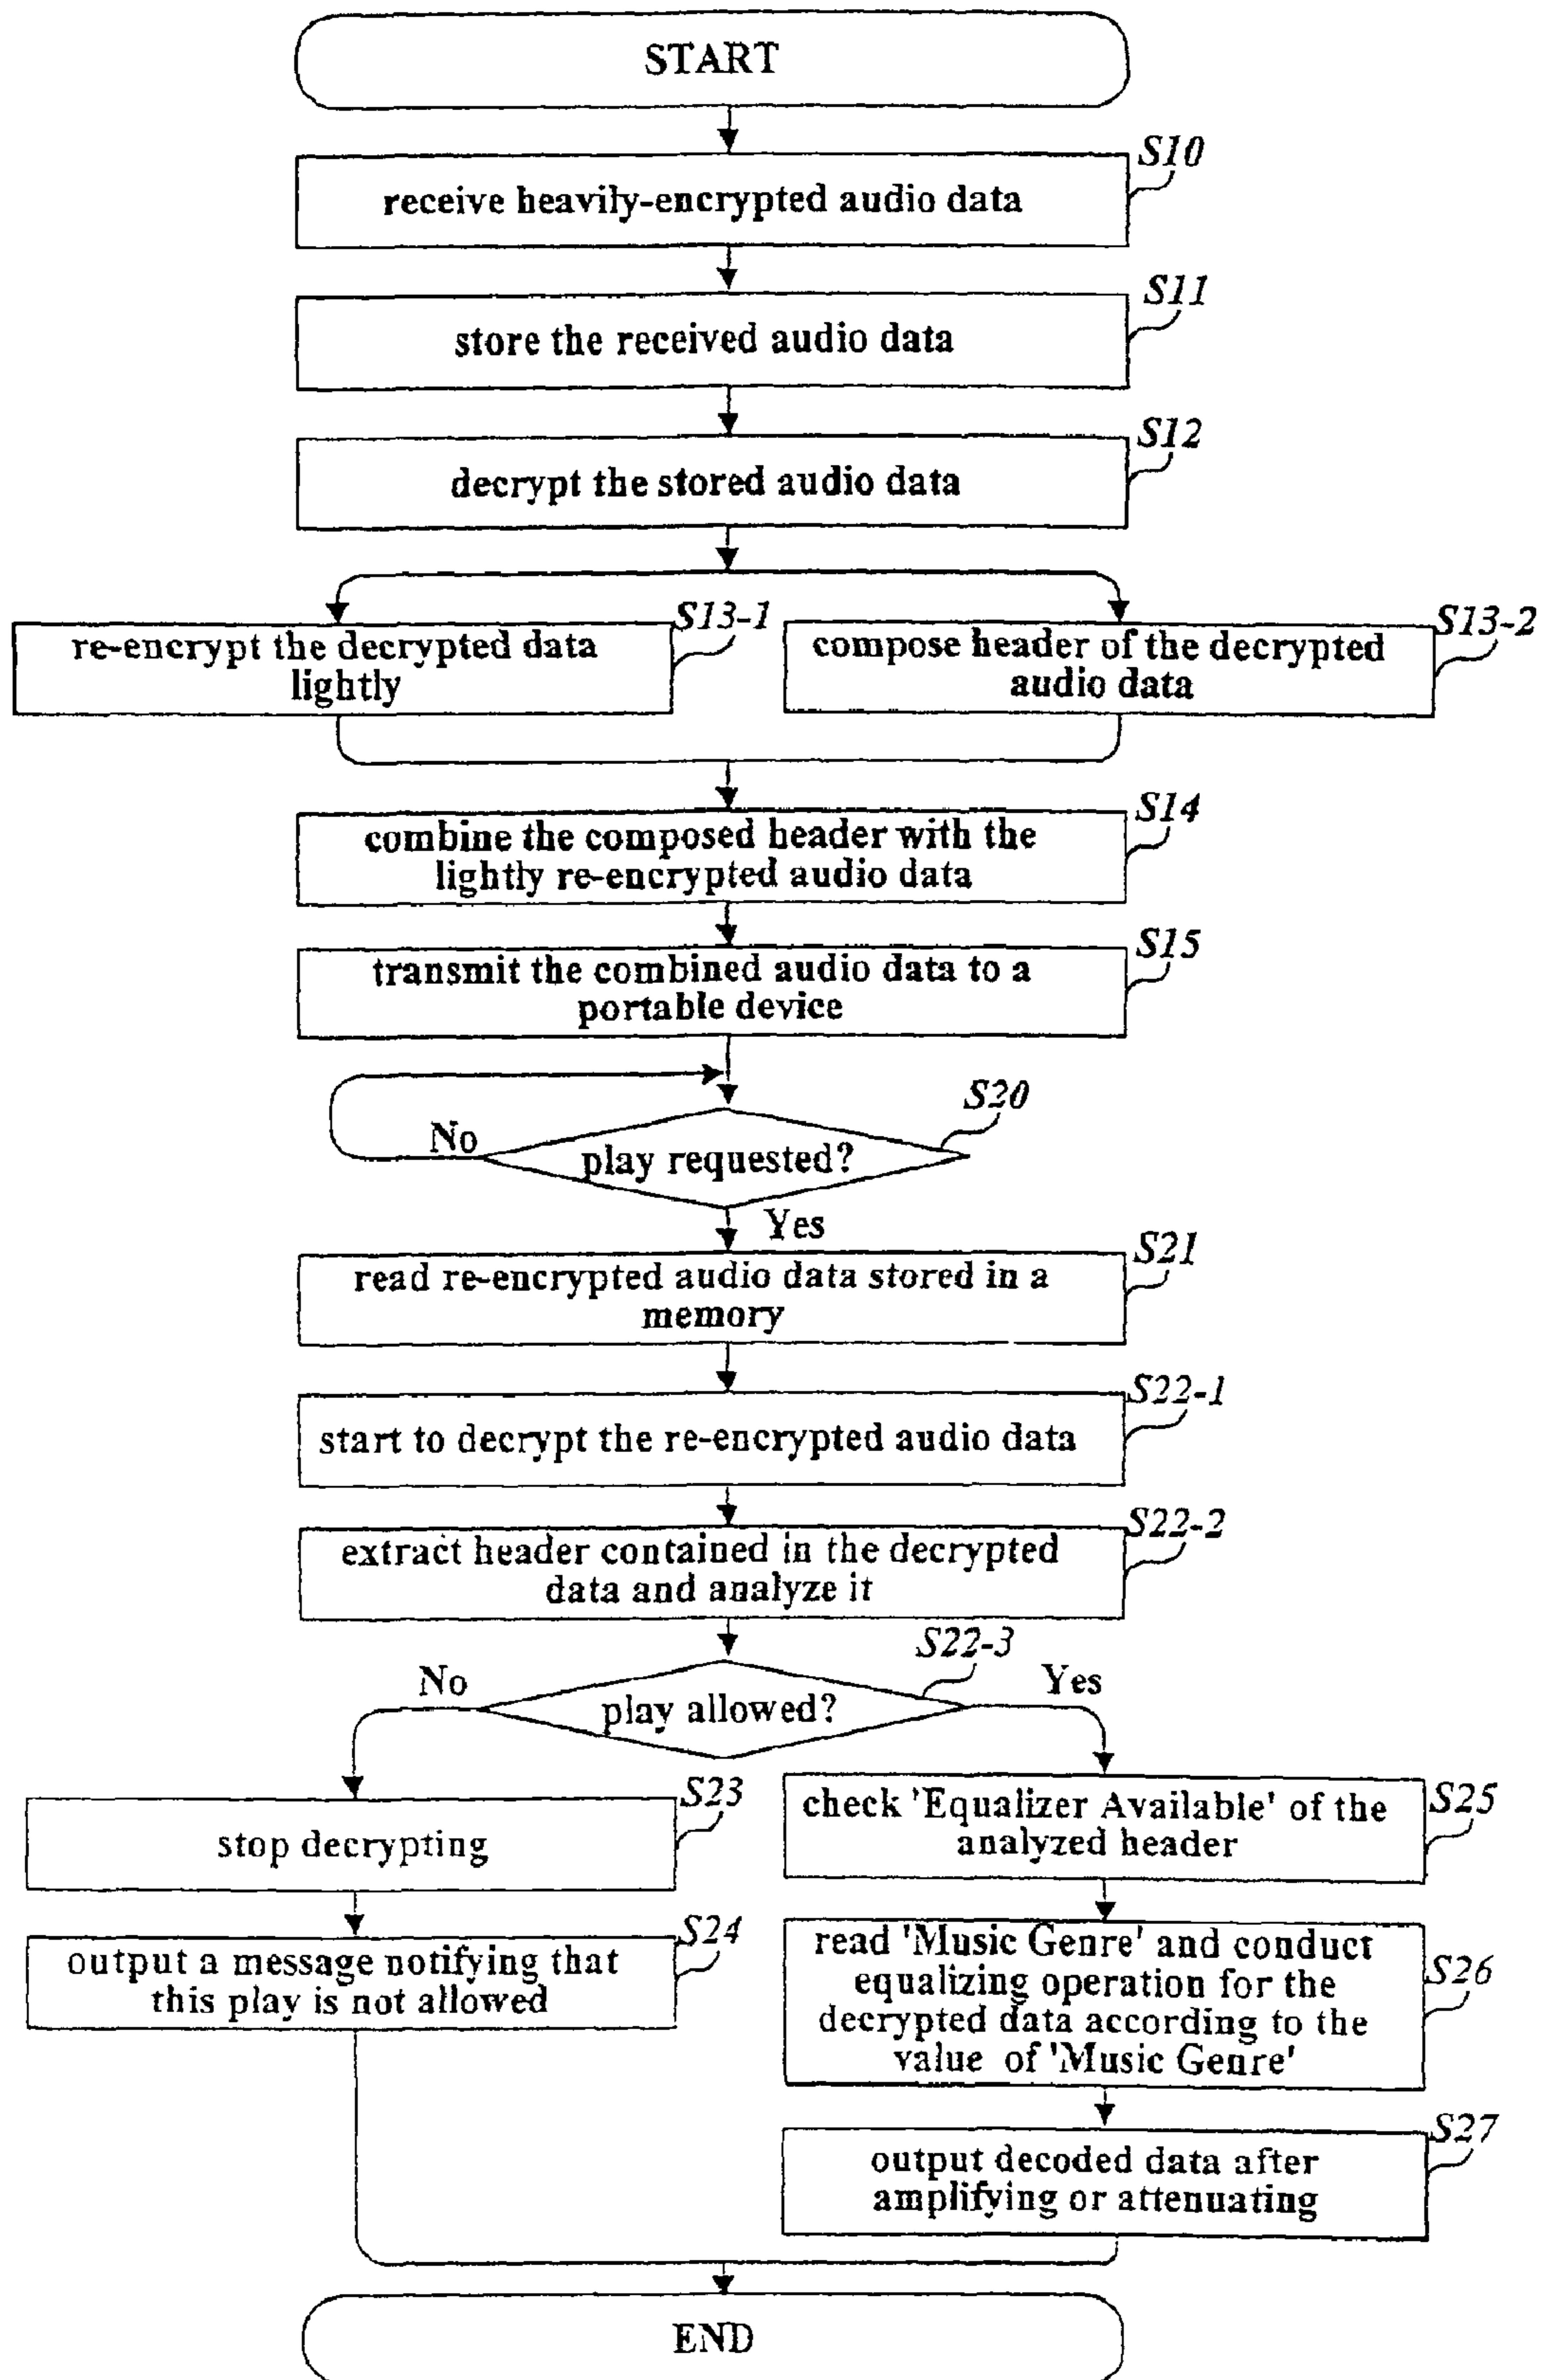 START
S10
receive heavily-encrypted audio data
S11
store the received audio data
S12
decrypt the stored audio data
S13-1
re-encrypt the decrypted data
lightly
S13-2
compose header of the decrypted
audio data
S14
combine the composed header with the
lightly re-encrypted audio data
S15
transmit the combined audio data to a
portable device
S20
No
play requested?
Yes
S21
read re-encrypted audio data stored in a
memory
S22-1
start to decrypt the re-encrypted audio data
S22-2
extract header contained in the decrypted
data and analyze it
S22-3
No
Yes
play allowed?
S23
stop decrypting
S25
check 'Equalizer Available' of the
analyzed header
S24
output a message notifying that
this play is not allowed
S26
read 'Music Genre' and conduct
equalizing operation for the
decrypted data according to the
value of 'Music Genre'
S27
output decoded data after
amplifying or attenuating
END